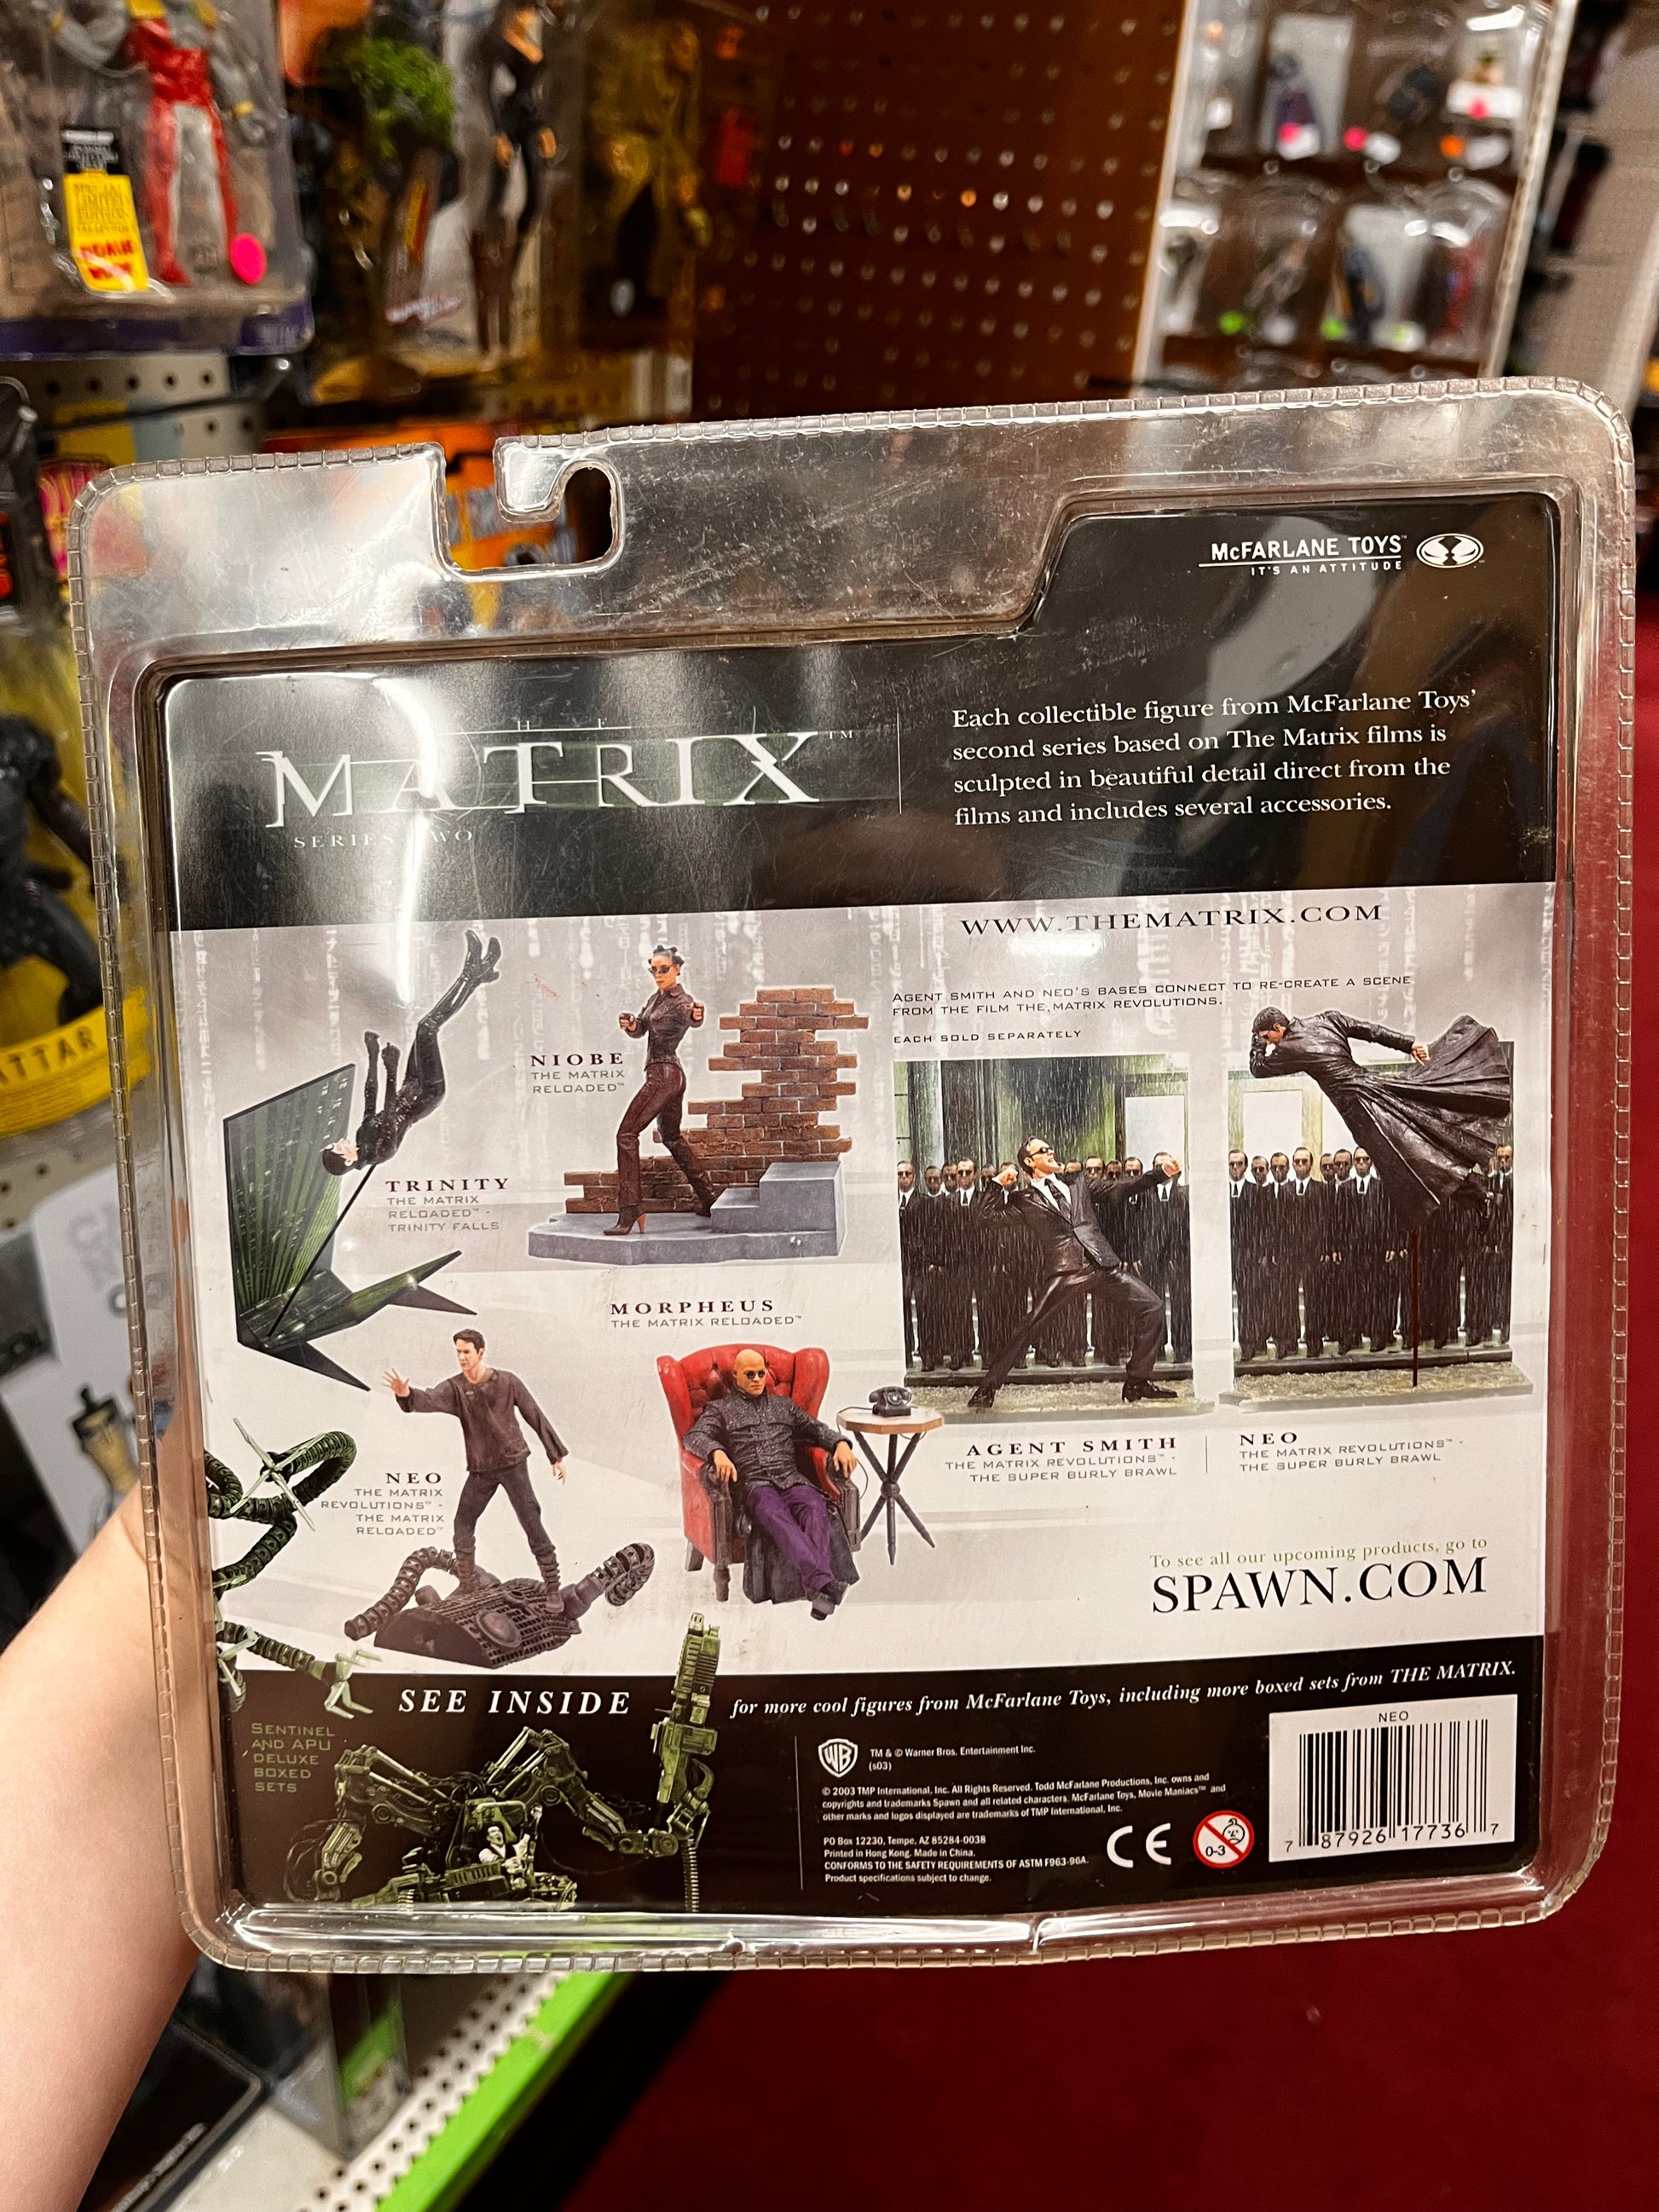 McFARLANE TOYS™
IT'S AN ATTITUDE
THE
MATRIX™
SERIES TWO
Each collectible figure from McFarlane Toys'
second series based on The Matrix films is
sculpted in beautiful detail direct from the
films and includes several accessories.
WWW.THEMATRIX.COM
AGENT SMITH AND NEO'S BASES CONNECT TO RE-CREATE A SCENE
FROM THE FILM THE MATRIX REVOLUTIONS.
EACH SOLD SEPARATELY
NIOBE
THE MATRIX
RELOADED™
TRINITY
THE MATRIX
RELOADED™ -
TRINITY FALLS
MORPHEUS
THE MATRIX RELOADED™
AGENT SMITH
THE MATRIX REVOLUTIONS™ -
THE SUPER BURLY BRAWL
NEO
THE MATRIX REVOLUTIONS™ -
THE SUPER BURLY BRAWL
NEO
THE MATRIX
REVOLUTIONS™ -
THE MATRIX
RELOADED™
To see all our upcoming products, go to
SPAWN.COM
SEE INSIDE for more cool figures from McFarlane Toys, including more boxed sets from THE MATRIX.
SENTINEL
AND APU
DELUXE
BOXED
SETS
WB
TM & © Warner Bros. Entertainment Inc.
(s03)
© 2003 TMP International, Inc. All Rights Reserved. Todd McFarlane Productions, Inc. owns and
copyrights and trademarks Spawn and all related characters. McFarlane Toys, Movie Maniacs™ and
other marks and logos displayed are trademarks of TMP International, Inc.
PO Box 12230, Tempe, AZ 85284-0038
Printed in Hong Kong. Made in China.
CONFORMS TO THE SAFETY REQUIREMENTS OF ASTM F963-96A.
Product specifications subject to change.
CE
0-3
NEO
7 87926 17736 7
TTAR